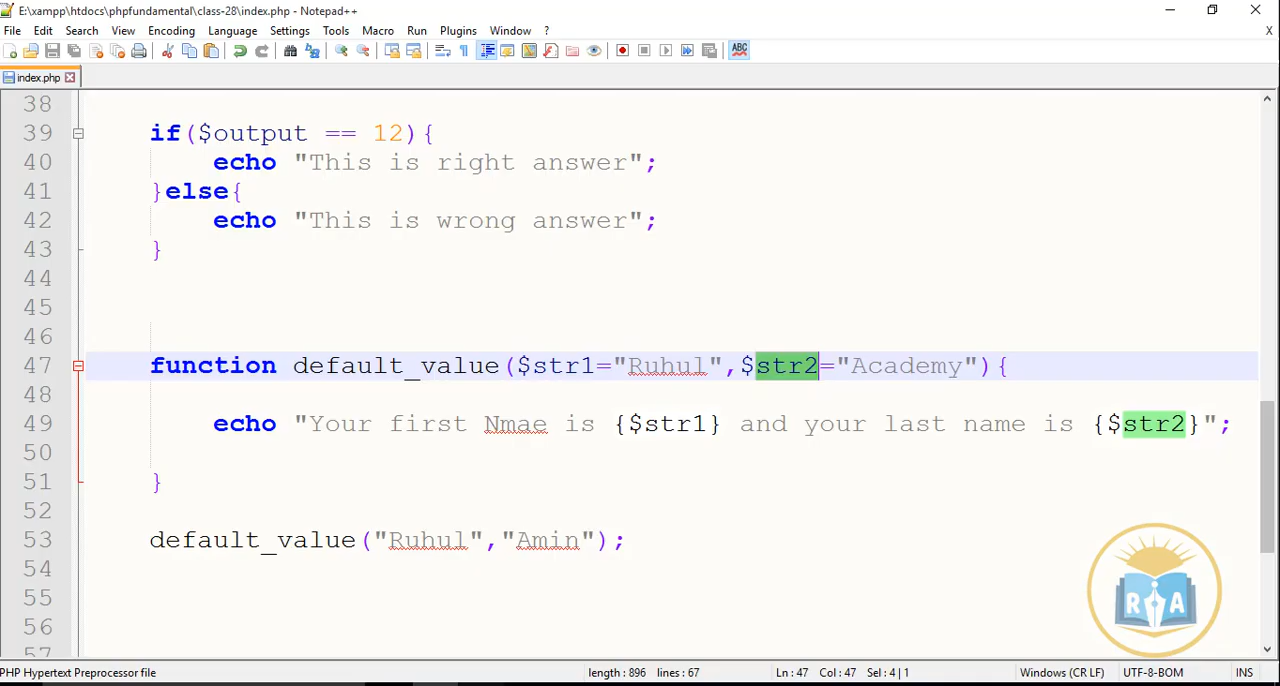 E:\xampp\htdocs\phpfundamental\class-28\index.php - Notepad++
File Edit Search View Encoding Language Settings Tools Macro Run Plugins Window ? X
ABC
index.php
38
39 if($output == 12){
40 echo "This is right answer";
41 }else{
42 echo "This is wrong answer";
43 }
44
45
46
47 function default_value($str1="Ruhul",$str2="Academy"){
48
49 echo "Your first Nmae is {$str1} and your last name is {$str2}";
50
51 }
52
53 default_value("Ruhul","Amin");
54
55
56
57
R A
PHP Hypertext Preprocessor file length : 896 lines : 67 Ln : 47 Col : 47 Sel : 4 | 1 Windows (CR LF) UTF-8-BOM INS